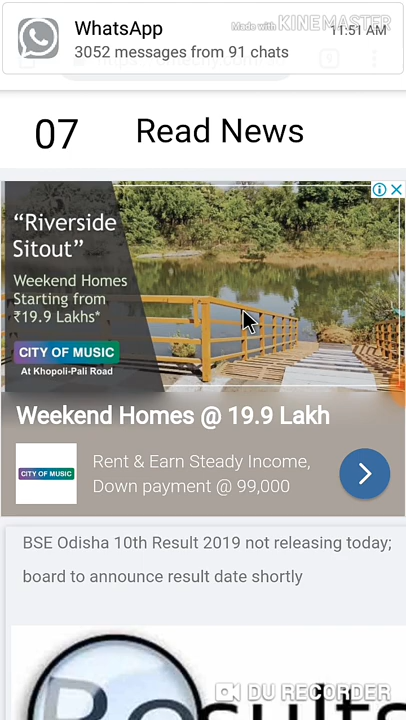 WhatsApp
Made with KINEMASTER
11:51 AM
3052 messages from 91 chats
07 Read News
"Riverside
Sitout"
Weekend Homes
Starting from
₹19.9 Lakhs*
CITY OF MUSIC
At Khopoli-Pali Road
Weekend Homes @ 19.9 Lakh
CITY OF MUSIC
Rent & Earn Steady Income,
Down payment @ 99,000
BSE Odisha 10th Result 2019 not releasing today;
board to announce result date shortly
Results
DU RECORDER